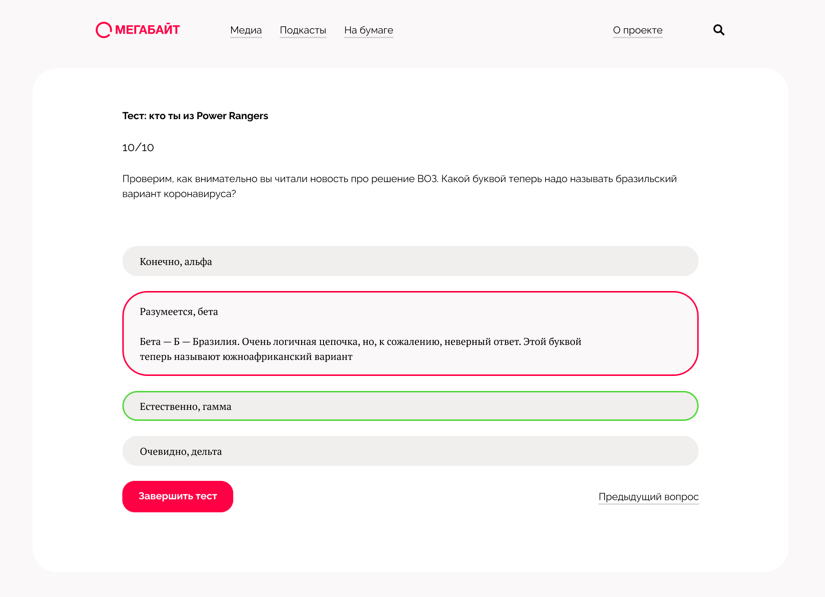 МЕГАБАЙТ Медиа Подкасты На бумаге О проекте
Тест: кто ты из Power Rangers
10/10
Проверим, как внимательно вы читали новость про решение ВОЗ. Какой буквой теперь надо называть бразильский
вариант коронавируса?
Конечно, альфа
Разумеется, бета
Бета — Б — Бразилия. Очень логичная цепочка, но, к сожалению, неверный ответ. Этой буквой
теперь называют южноафриканский вариант
Естественно, гамма
Очевидно, дельта
Завершить тест Предыдущий вопрос